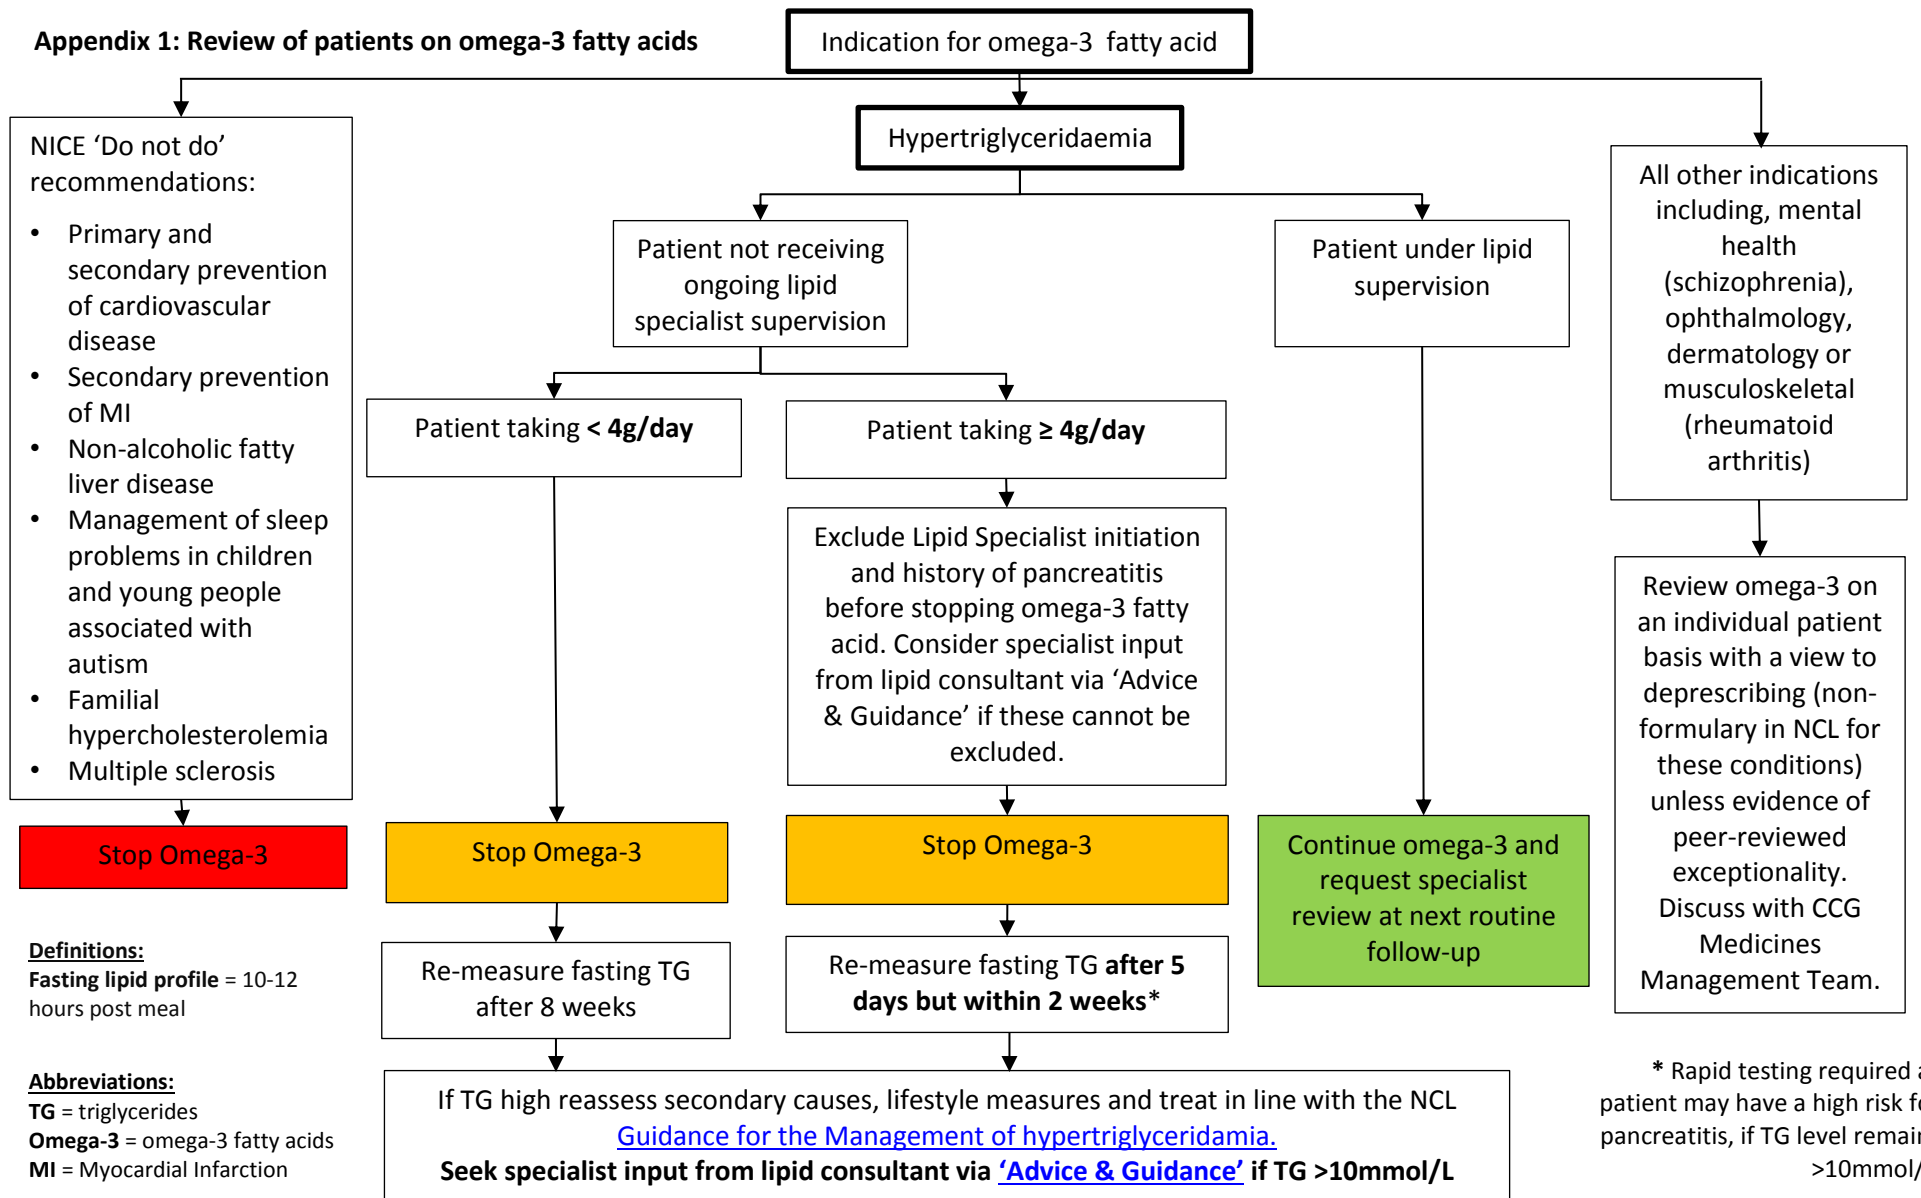 Appendix 1: Review of patients on omega-3 fatty acids
Indication for omega-3  fatty acid
NICE ‘Do not do’
recommendations:
• Primary and
secondary prevention
of cardiovascular
disease
• Secondary prevention
of MI
• Non-alcoholic fatty
liver disease
• Management of sleep
problems in children
and young people
associated with
autism
• Familial
hypercholesterolemia
• Multiple sclerosis
Stop Omega-3
Hypertriglyceridaemia
Patient not receiving
ongoing lipid
specialist supervision
Patient taking < 4g/day
Stop Omega-3
Re-measure fasting TG
after 8 weeks
Patient taking ≥ 4g/day
Exclude Lipid Specialist initiation
and history of pancreatitis
before stopping omega-3 fatty
acid. Consider specialist input
from lipid consultant via ‘Advice
& Guidance’ if these cannot be
excluded.
Stop Omega-3
Re-measure fasting TG after 5
days but within 2 weeks*
If TG high reassess secondary causes, lifestyle measures and treat in line with the NCL
Guidance for the Management of hypertriglyceridamia.
Seek specialist input from lipid consultant via ‘Advice & Guidance’ if TG >10mmol/L
Patient under lipid
supervision
Continue omega-3 and
request specialist
review at next routine
follow-up
All other indications
including, mental
health
(schizophrenia),
ophthalmology,
dermatology or
musculoskeletal
(rheumatoid
arthritis)
Review omega-3 on
an individual patient
basis with a view to
deprescribing (non-
formulary in NCL for
these conditions)
unless evidence of
peer-reviewed
exceptionality.
Discuss with CCG
Medicines
Management Team.
Definitions:
Fasting lipid profile = 10-12
hours post meal
Abbreviations:
TG = triglycerides
Omega-3 = omega-3 fatty acids
MI = Myocardial Infarction
* Rapid testing required
patient may have a high risk
pancreatitis, if TG level
>10mmol/